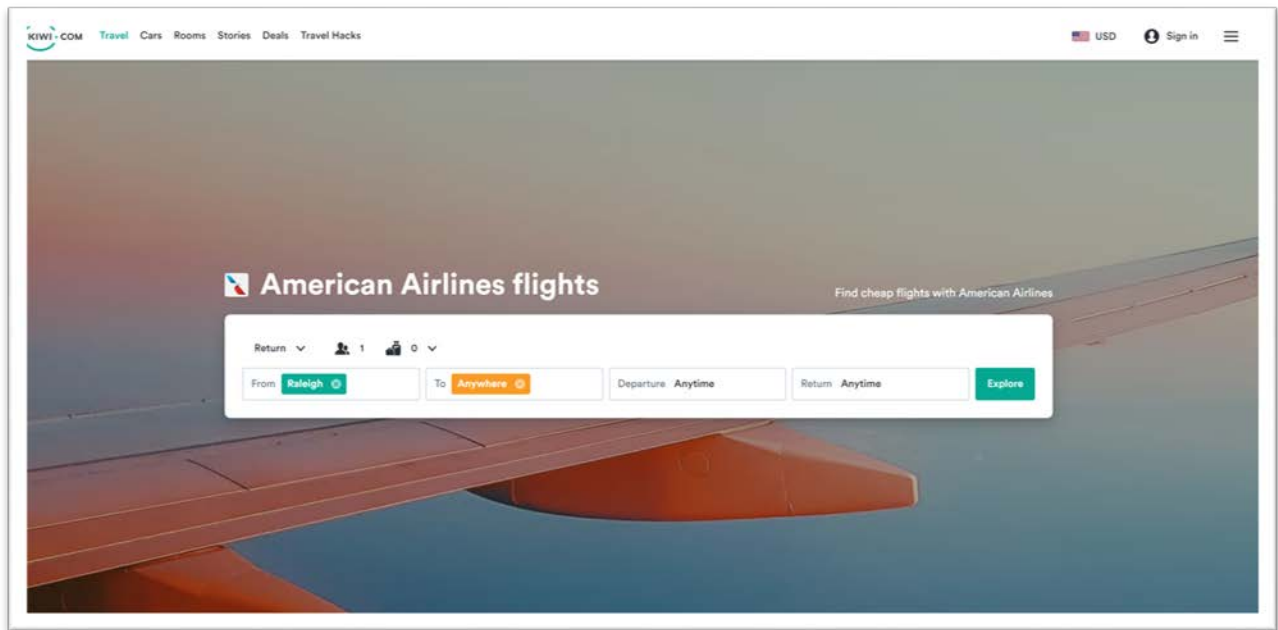 KIWI·COM Travel Cars Rooms Stories Deals Travel Hacks USD Sign in
American Airlines flights
Find cheap flights with American Airlines
Return 1 0
From Raleigh To Anywhere Departure Anytime Return Anytime Explore